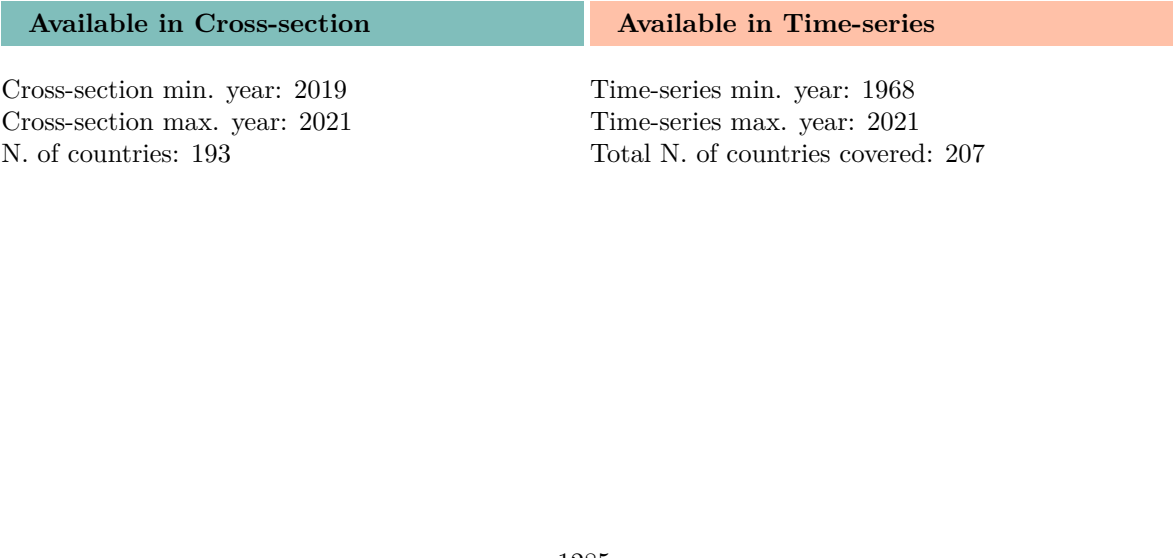 Available in Cross-section
Available in Time-series
Cross-section min. year: 2019
Cross-section max. year: 2021
N. of countries: 193
Time-series min. year: 1968
Time-series max. year: 2021
Total N. of countries covered: 207